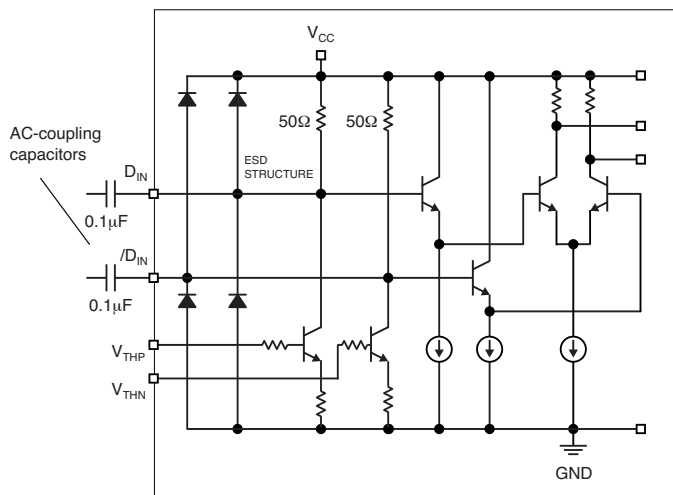 V_CC
50Ω
50Ω
AC-coupling
capacitors
D_IN
ESD
STRUCTURE
0.1µF
/D_IN
0.1µF
V_THP
V_THN
GND